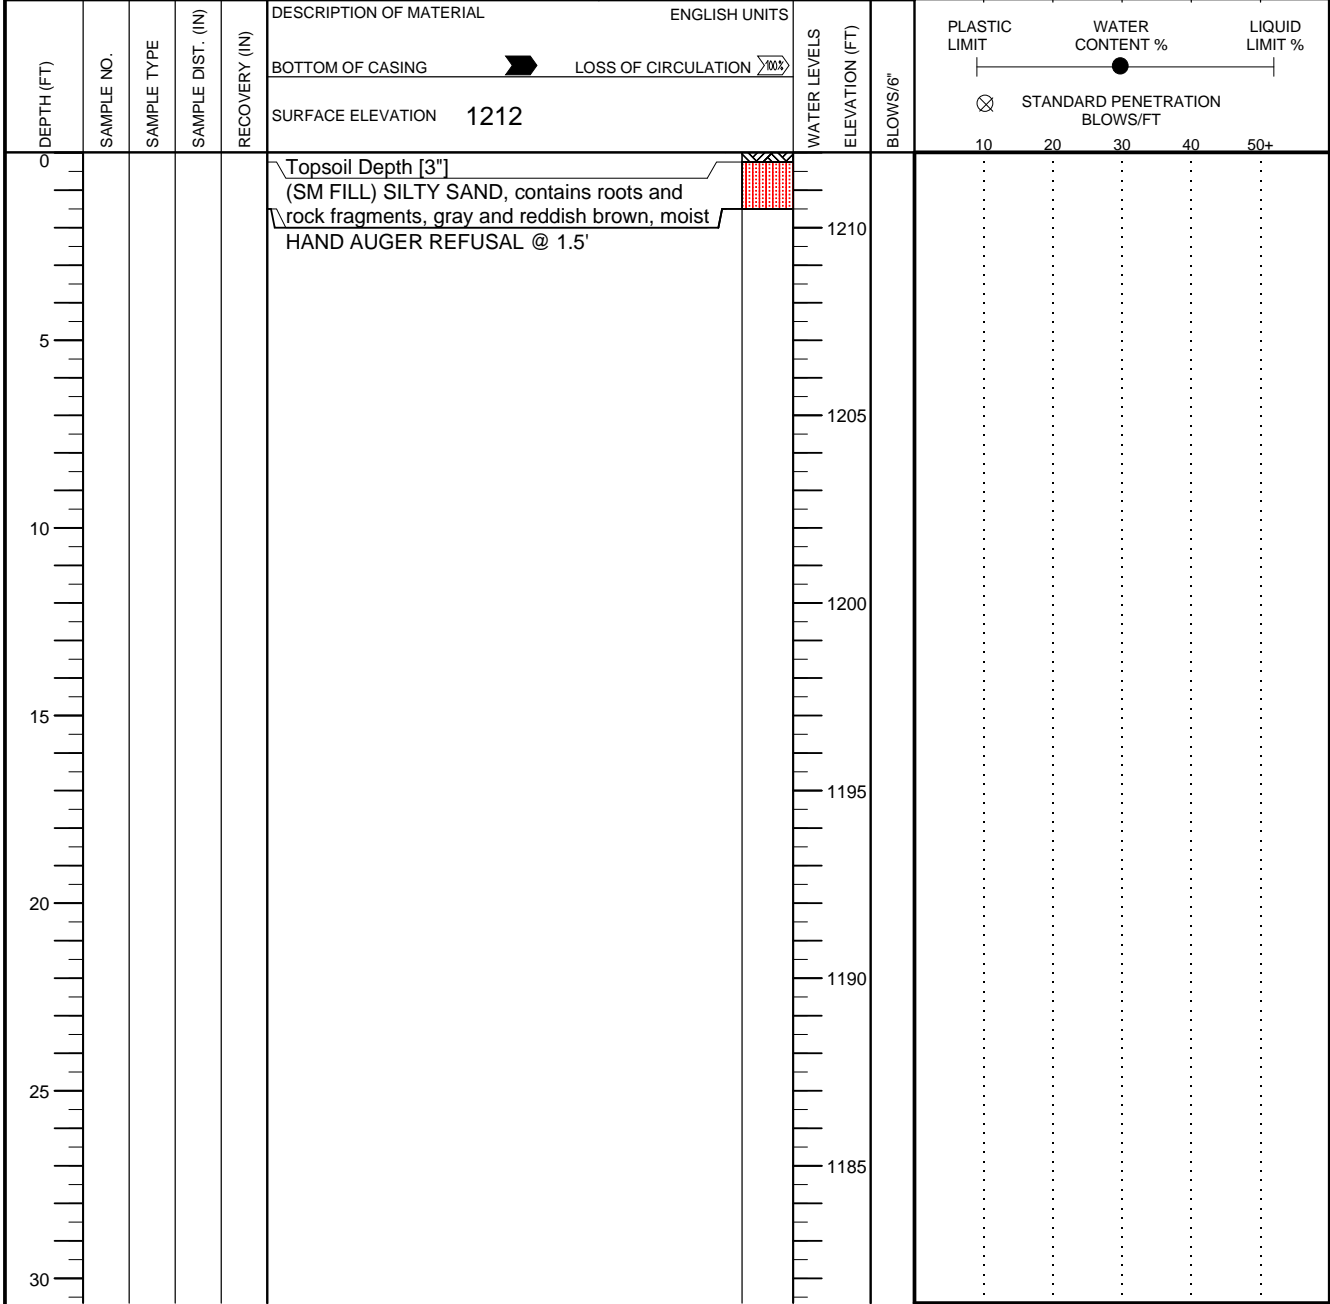 DEPTH (FT)
SAMPLE NO.
SAMPLE TYPE
SAMPLE DIST. (IN)
RECOVERY (IN)
DESCRIPTION OF MATERIAL ENGLISH UNITS
BOTTOM OF CASING LOSS OF CIRCULATION 100%
SURFACE ELEVATION 1212
WATER LEVELS
ELEVATION (FT)
BLOWS/6"
PLASTIC LIMIT
WATER CONTENT %
LIQUID LIMIT %
STANDARD PENETRATION
BLOWS/FT
10 20 30 40 50+
0
Topsoil Depth [3"]
(SM FILL) SILTY SAND, contains roots and
rock fragments, gray and reddish brown, moist
HAND AUGER REFUSAL @ 1.5'
1210
5
1205
10
1200
15
1195
20
1190
25
1185
30